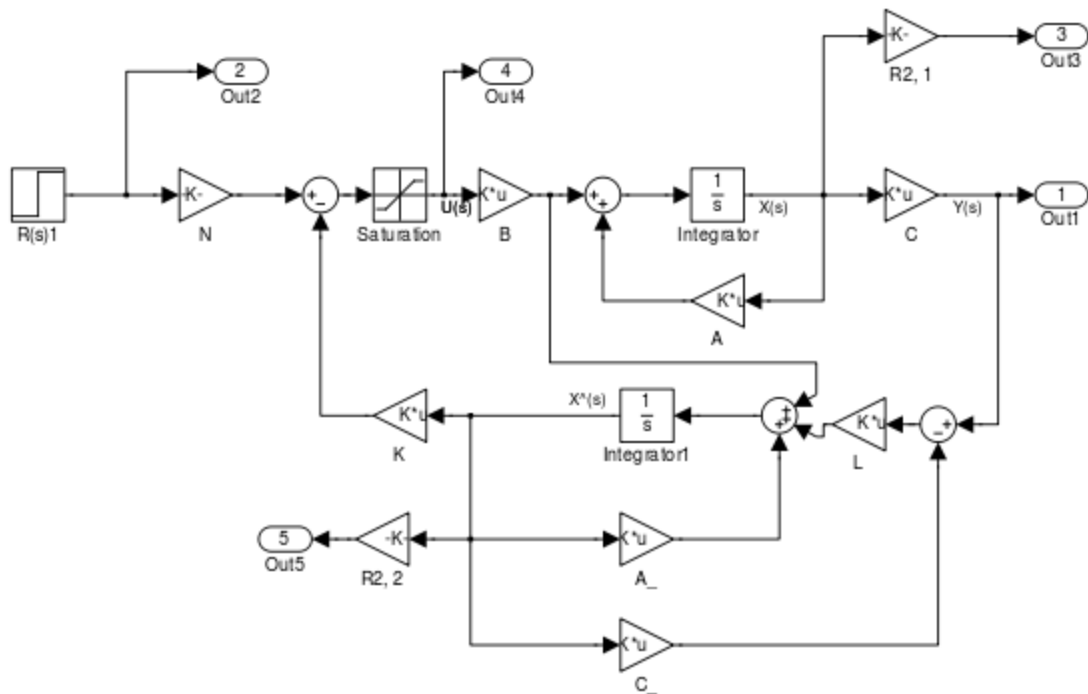 -K-
3
Out3
R2, 1
2
Out2
4
Out4
R(s)1
-K-
N
+
-
Saturation
U(s)
K*u
B
+
+
1
s
Integrator
X(s)
K*u
C
Y(s)
1
Out1
K*u
A
K*u
K
X^(s)
1
s
Integrator1
+
+
+
K*u
L
-
+
5
Out5
-K-
R2, 2
K*u
A_
K*u
C_